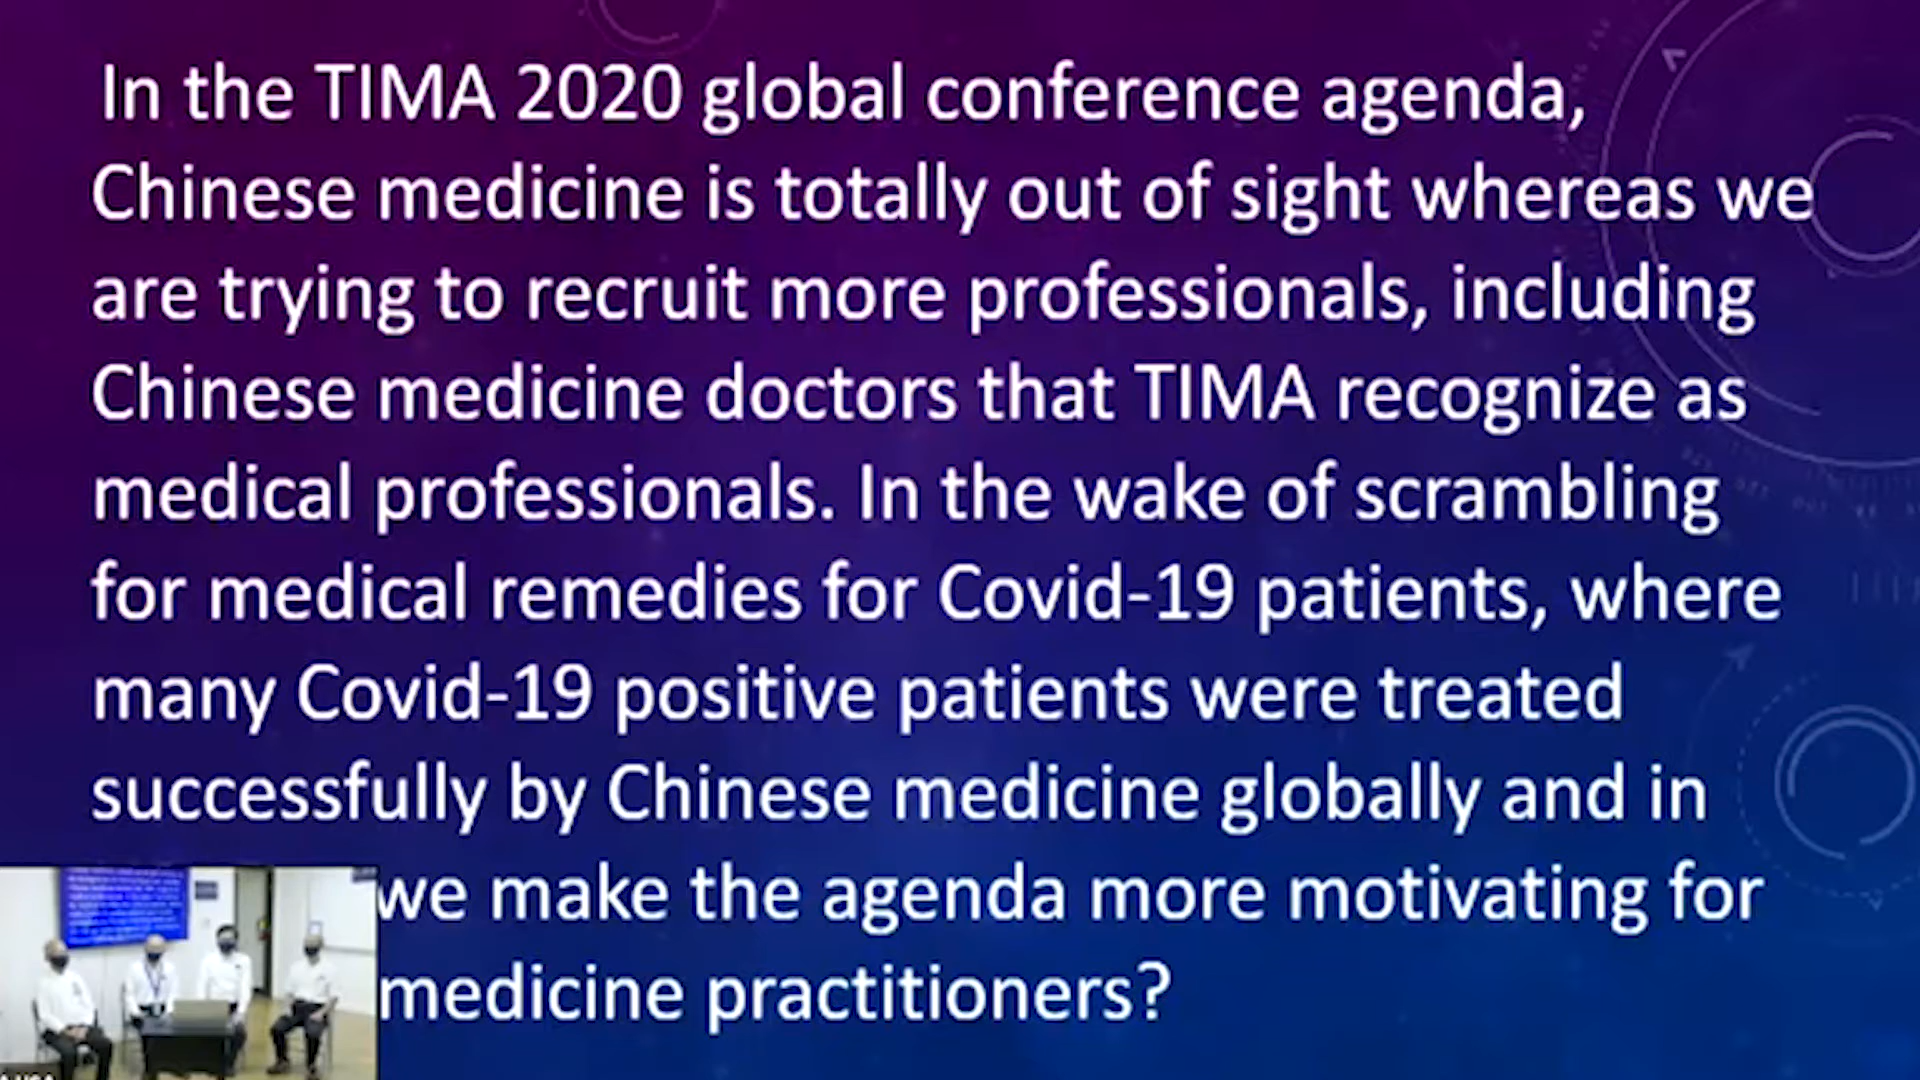 In the TIMA 2020 global conference agenda,
Chinese medicine is totally out of sight whereas we
are trying to recruit more professionals, including
Chinese medicine doctors that TIMA recognize as
medical professionals. In the wake of scrambling
for medical remedies for Covid-19 patients, where
many Covid-19 positive patients were treated
successfully by Chinese medicine globally and in
we make the agenda more motivating for
medicine practitioners?